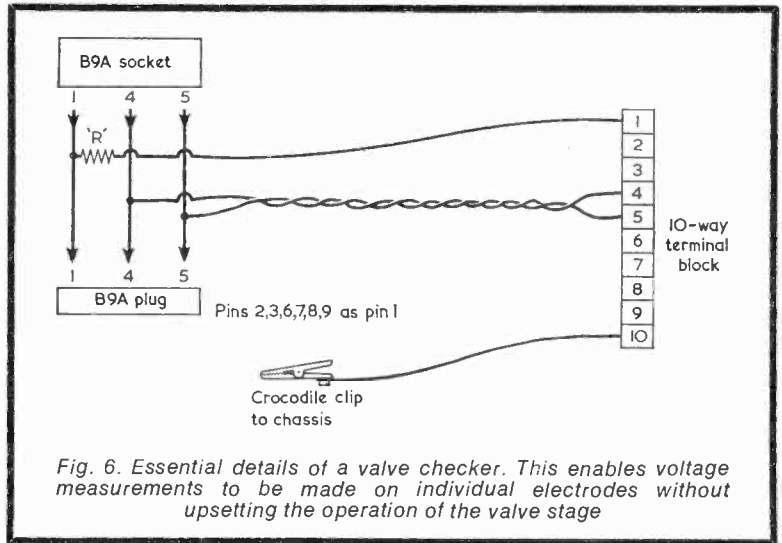 B9A socket
1 4 5
'R'
1
2
3
4
5
6
7
8
9
10
10-way
terminal
block
1 4 5
B9A plug
Pins 2,3,6,7,8,9 as pin 1
Crocodile clip
to chassis
Fig. 6. Essential details of a valve checker. This enables voltage
measurements to be made on individual electrodes without
upsetting the operation of the valve stage